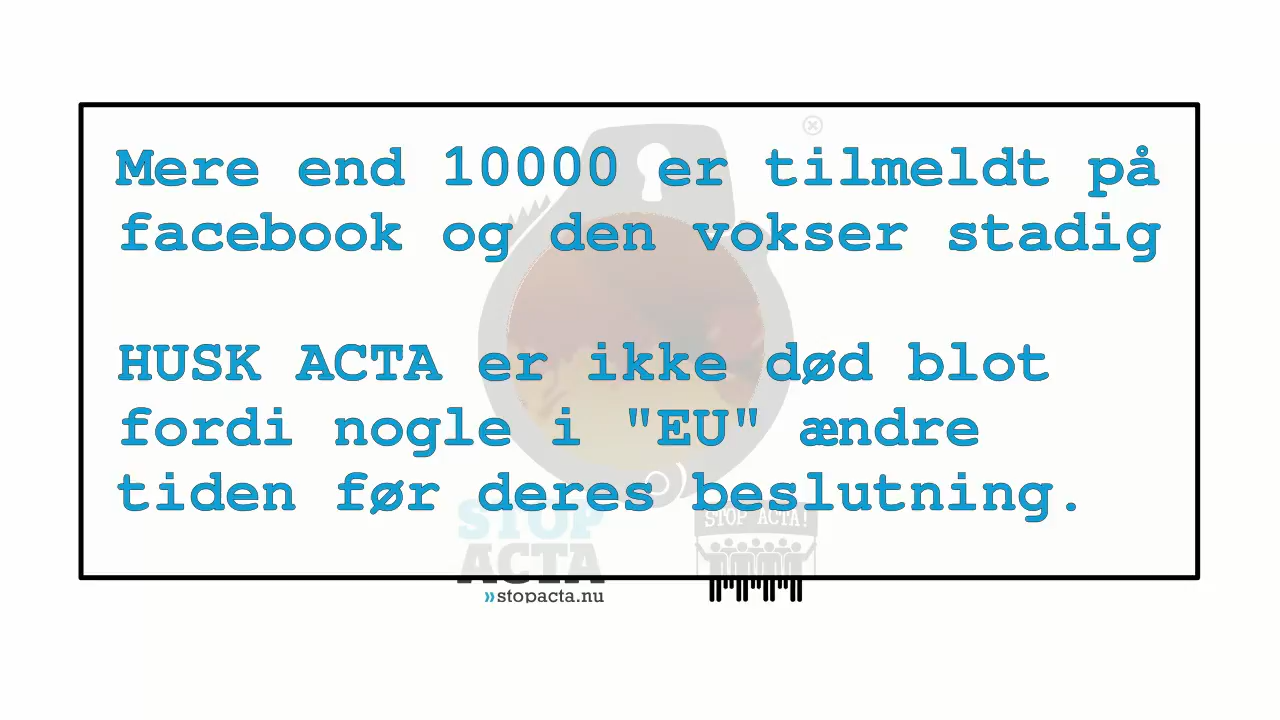 Mere end 10000 er tilmeldt på
facebook og den vokser stadig
HUSK ACTA er ikke død blot
fordi nogle i "EU" ændre
tiden før deres beslutning.
STOP
ACTA
»stopacta.nu
STOP ACTA!